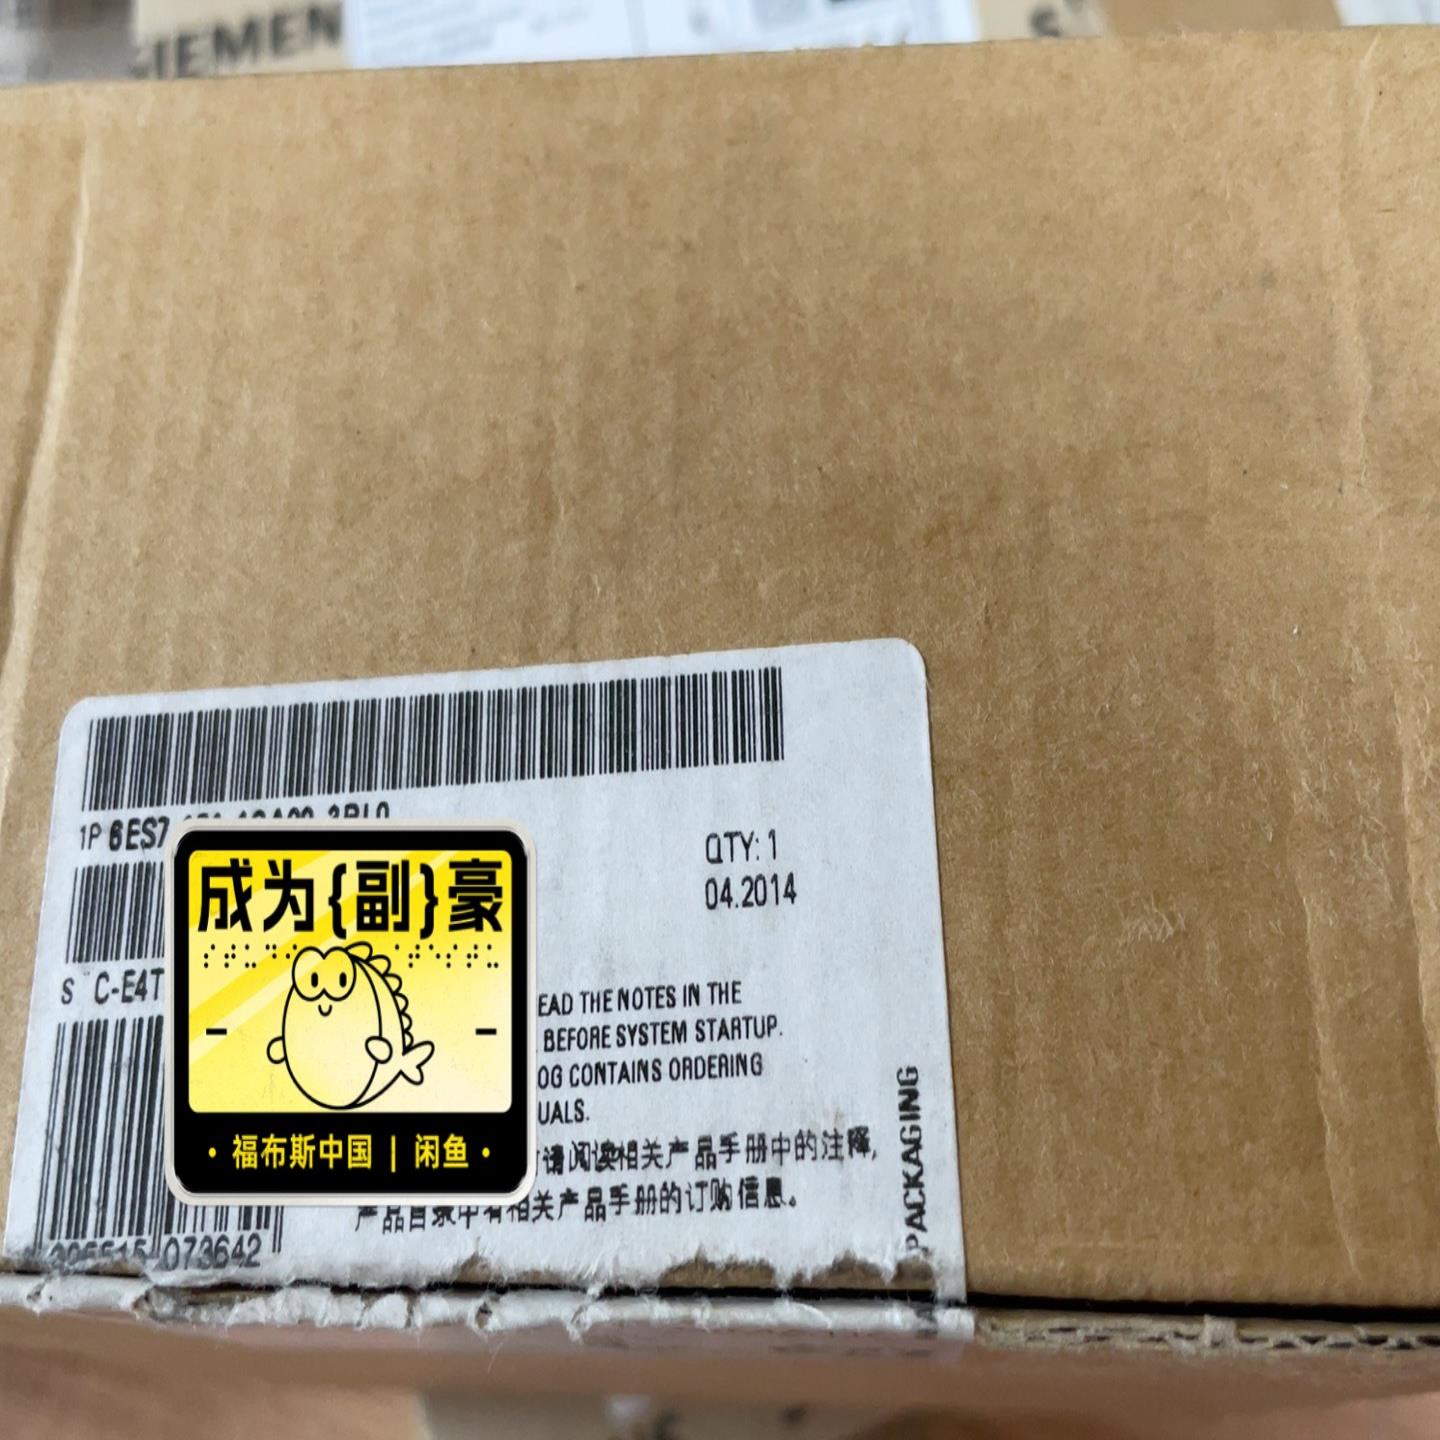 SIEMEN
1P 6ES7
QTY: 1
04.2014
S C-E4T
EAD THE NOTES IN THE
BEFORE SYSTEM STARTUP.
OG CONTAINS ORDERING
UALS.
请阅读相关产品手册中的注释,
产品目录中有相关产品手册的订购信息。
073642
PACKAGING
成为{副}豪
·福布斯中国 | 闲鱼·